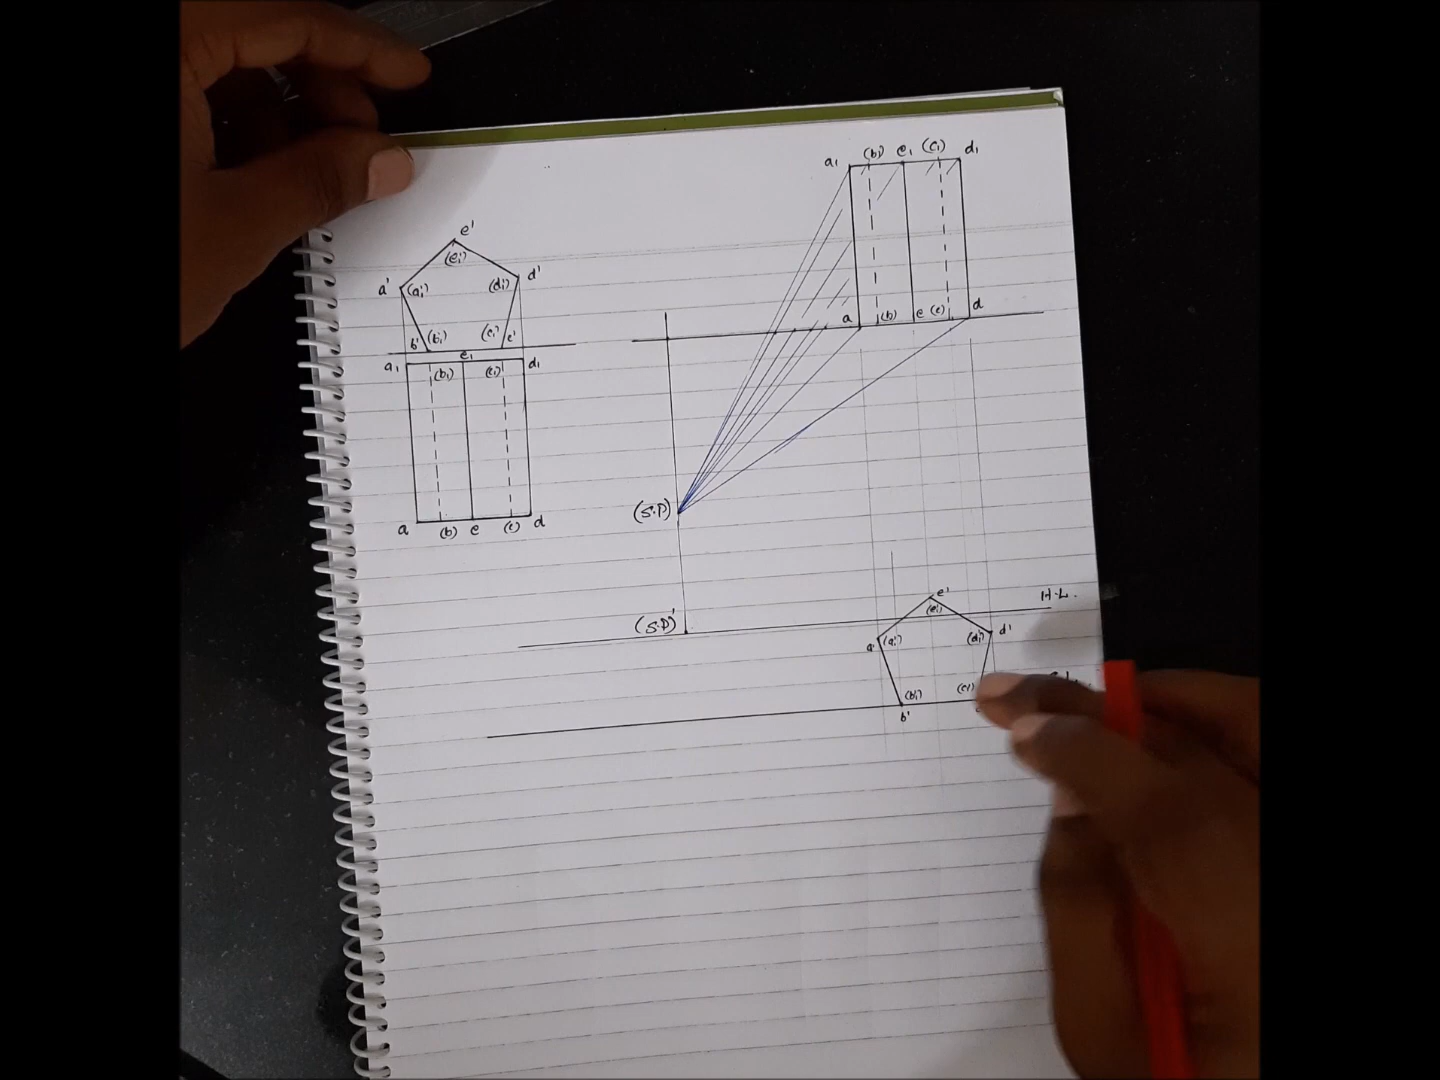 a₁ (b₁) e₁ (c₁) d₁
e'
(e₁')
d'
a' (a₁') (d₁')
b' (b₁') (c₁') c'
a (b) e (c) d
e₁
a₁ (b₁) (c₁) d₁
(S.P)
a (b) e (c) d
e' H.L.
(e₁')
(S.P)'
d'
a' (a₁') (d₁')
(b₁') (c₁')
b'